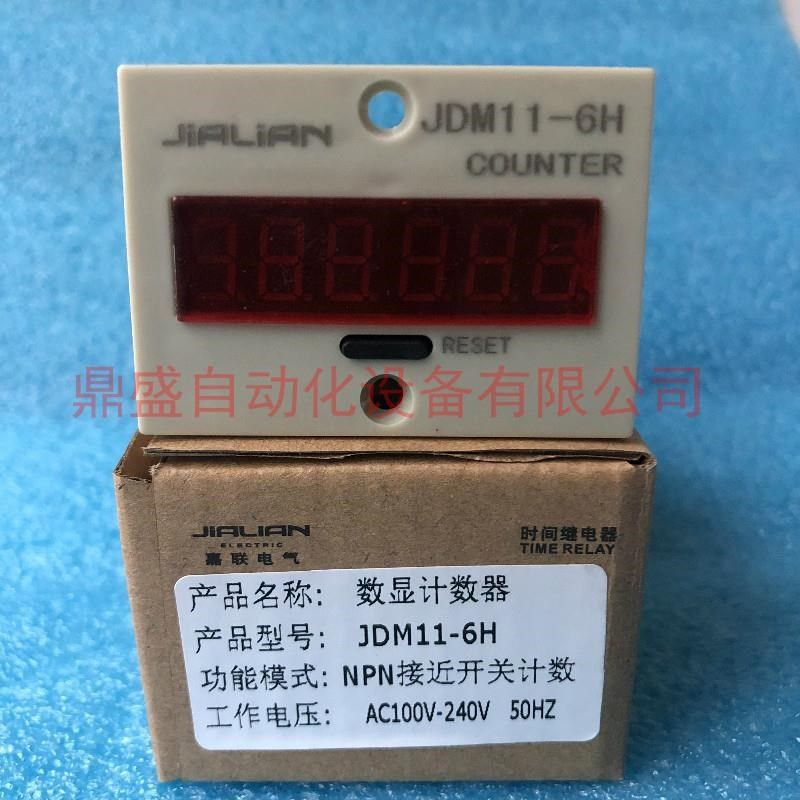 JIALIAN
JDM11-6H
COUNTER
RESET
鼎盛自动化设备有限公司
JIALIAN
ELECTRIC
嘉联电气
时间继电器
TIME RELAY
产品名称: 数显计数器
产品型号: JDM11-6H
功能模式: NPN接近开关计数
工作电压: AC100V-240V 50HZ